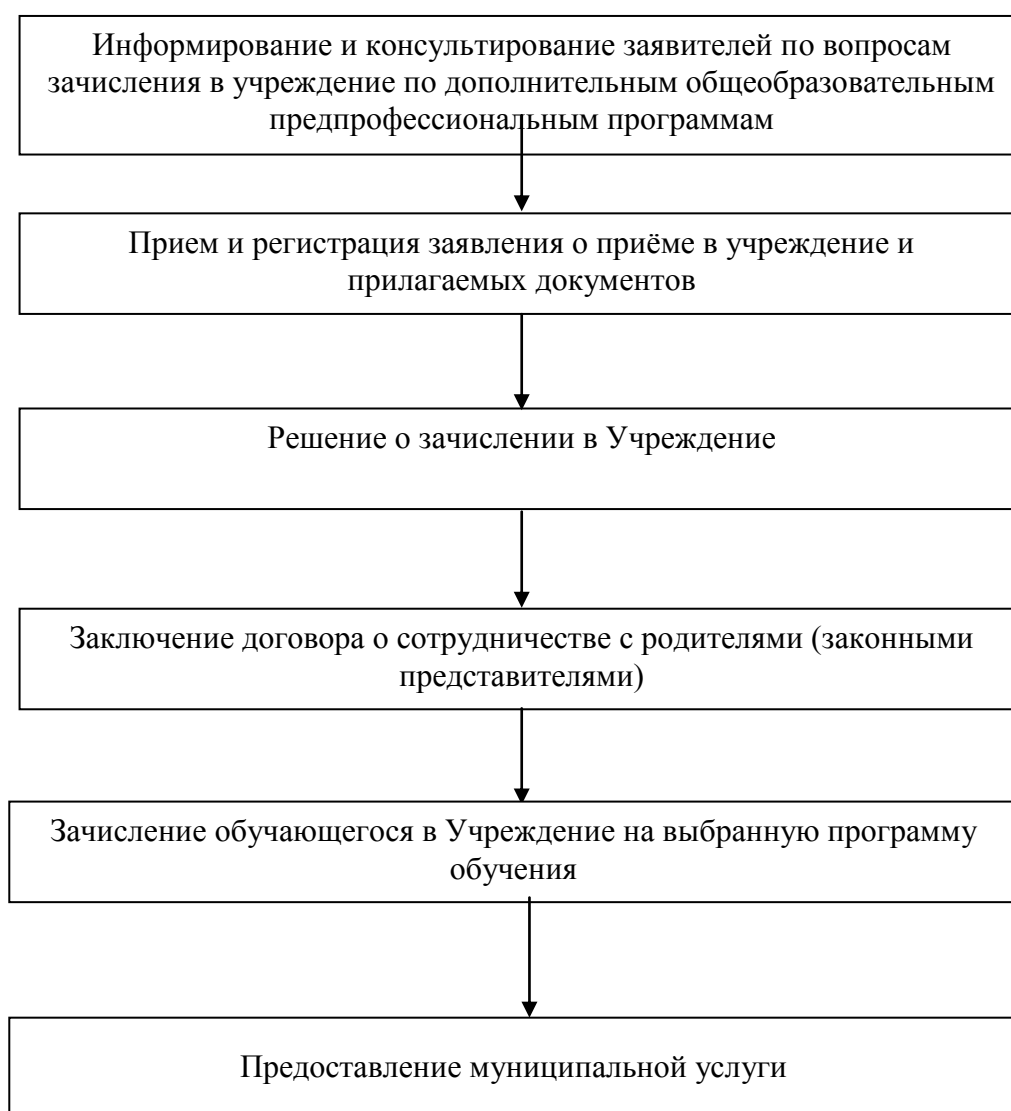 Информирование и консультирование заявителей по вопросам
зачисления в учреждение по дополнительным общеобразовательным
предпрофессиональным программам
Прием и регистрация заявления о приёме в учреждение и
прилагаемых документов
Решение о зачислении в Учреждение
Заключение договора о сотрудничестве с родителями (законными
представителями)
Зачисление обучающегося в Учреждение на выбранную программу
обучения
Предоставление муниципальной услуги